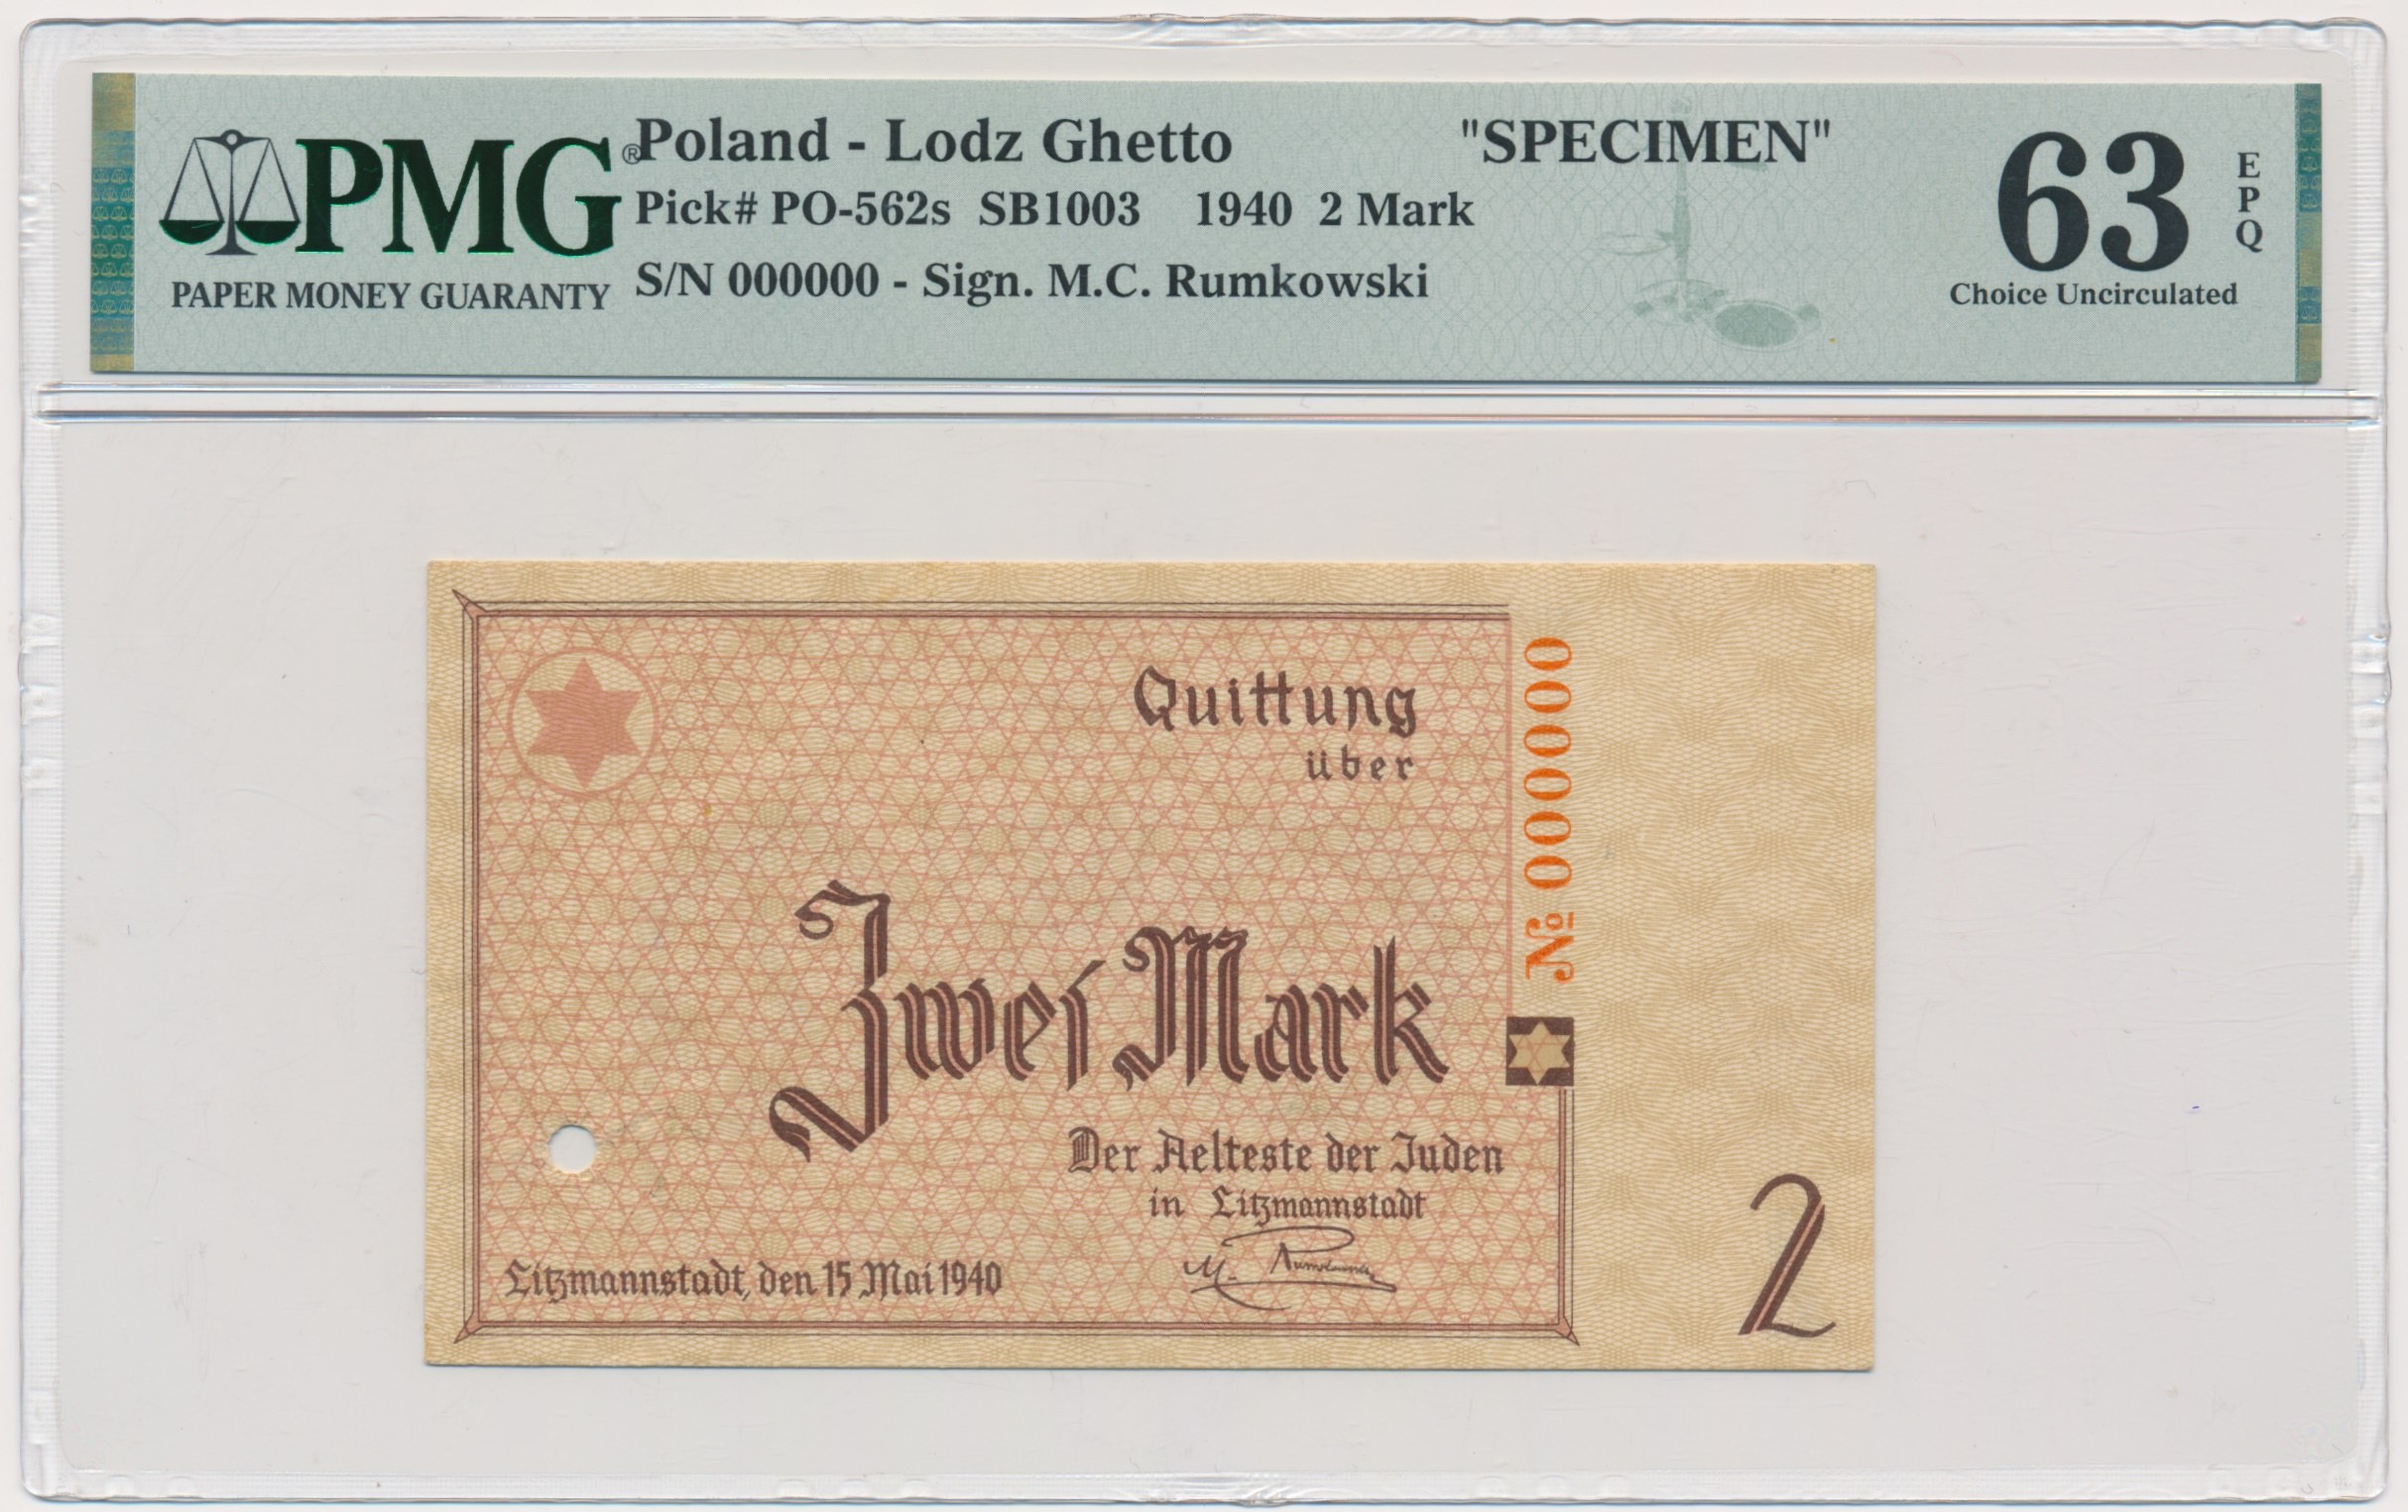 PMG®
PAPER MONEY GUARANTY
Poland - Lodz Ghetto "SPECIMEN"
Pick# PO-562s SB1003 1940 2 Mark
S/N 000000 - Sign. M.C. Rumkowski
63
EPQ
Choice Uncirculated
Quittung
über
№ 000000
Zwei Mark
Der Aelteste der Juden
in Litzmannstadt
M. Rumkowski
Litzmannstadt, den 15 Mai 1940
2